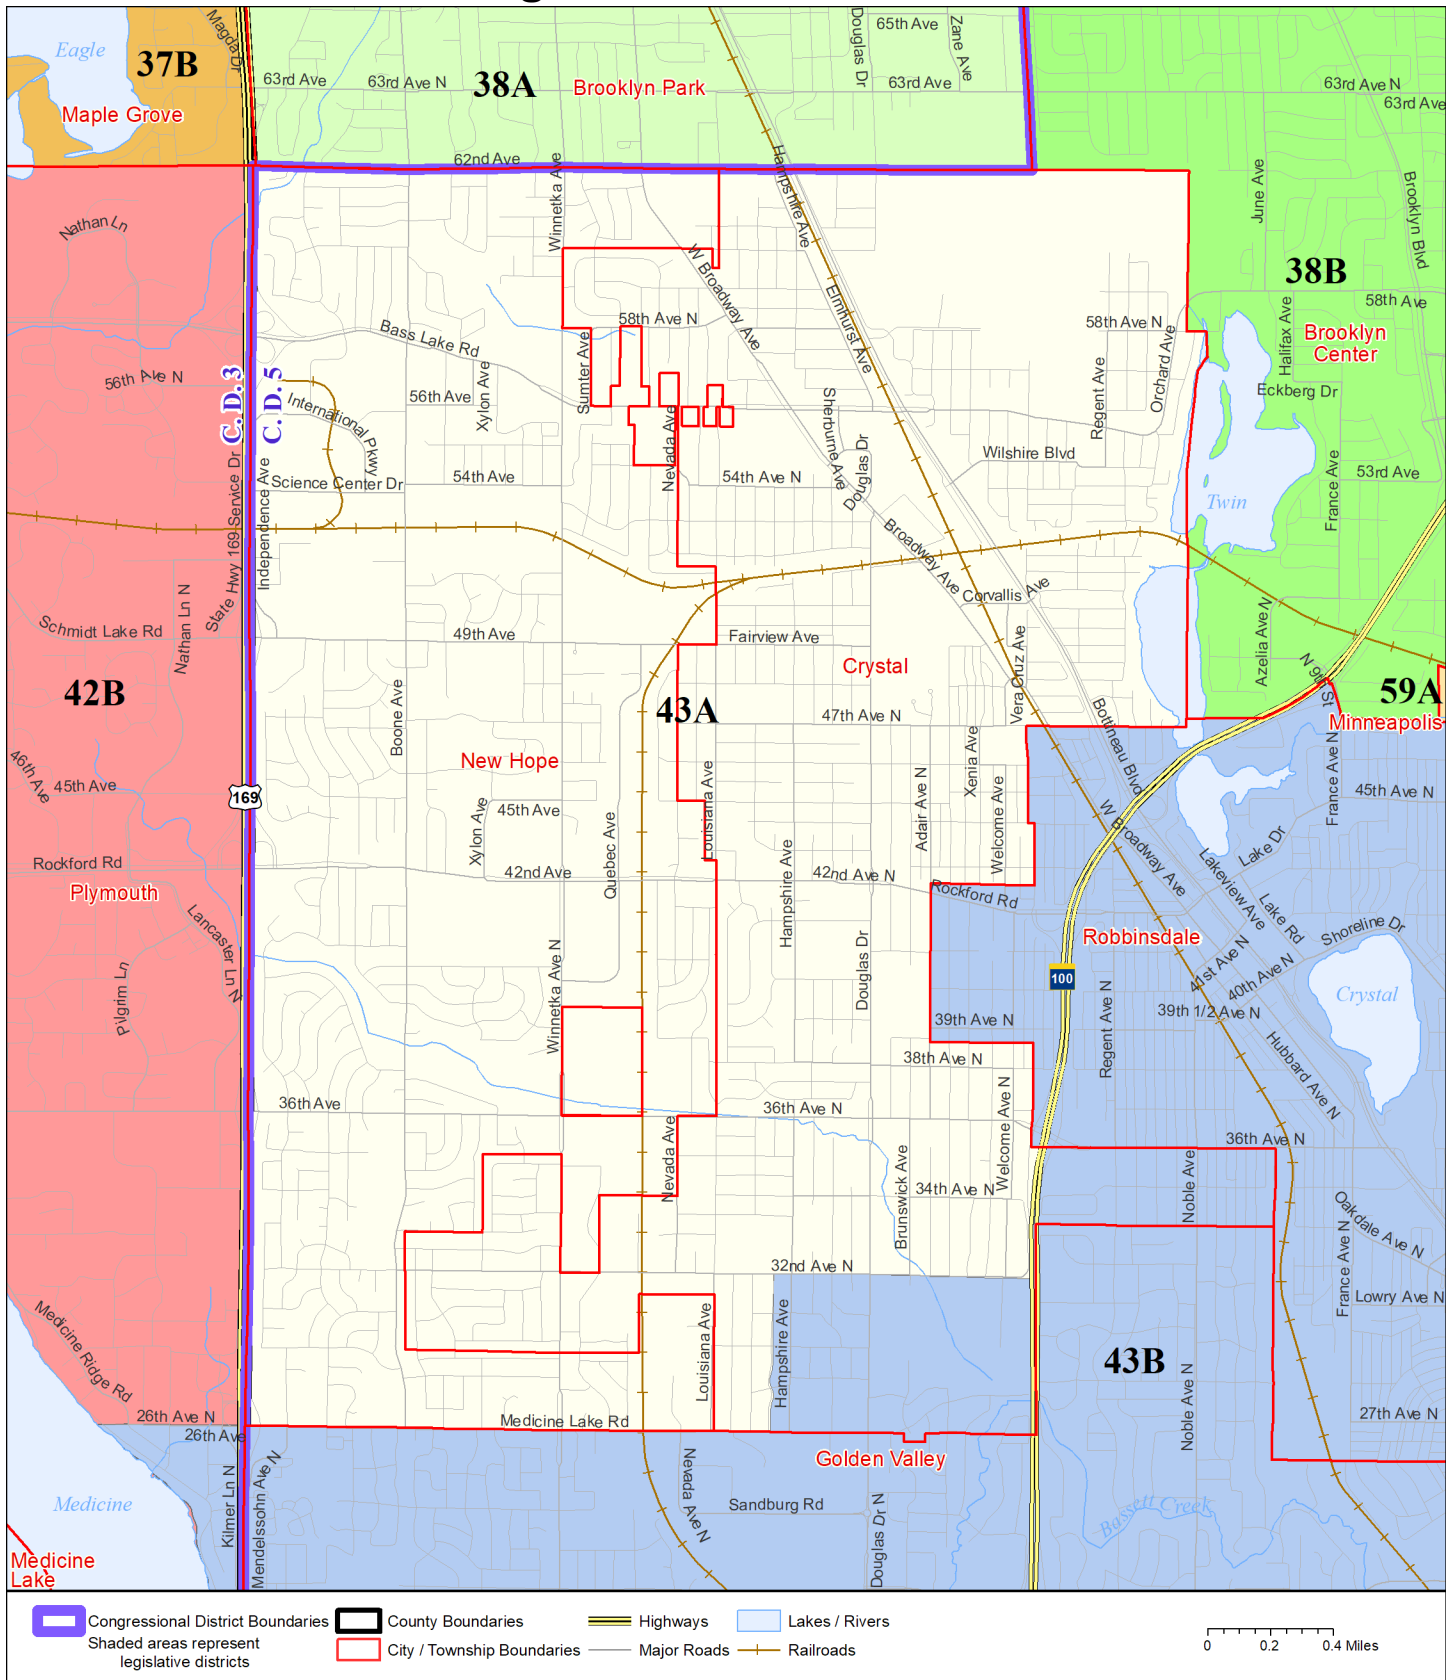 Eagle
Magda Dr
37B
Maple Grove
63rd Ave
63rd Ave N
38A
Brooklyn Park
Douglas Dr
65th Ave
Zane Ave
63rd Ave
63rd Ave N
63rd Ave
62nd Ave
Winnetka Ave
Hampshire Ave
June Ave
Brooklyn Blvd
Nathan Ln
W Broadway Ave
Elmhurst Ave
38B
58th Ave
Halifax Ave
Brooklyn
Center
58th Ave N
58th Ave N
Orchard Ave
Bass Lake Rd
Sunter Ave
56th Ave N
C. D. 3
C. D. 5
Xylon Ave
56th Ave
International Pkwy
Nevada Ave
Sherburne Ave
Regent Ave
Eckberg Dr
Douglas Dr
Wilshire Blvd
France Ave
53rd Ave
State Hwy 169 Service Dr
Independence Ave
Science Center Dr
54th Ave
54th Ave N
Twin
Broadway Ave
Corvallis Ave
Schmidt Lake Rd
Nathan Ln N
49th Ave
Fairview Ave
Crystal
Vera Cruz Ave
Azelia Ave N
N 9th St
42B
Boone Ave
43A
47th Ave N
Bottineau Blvd
59A
Minneapolis
46th Ave
45th Ave
169
New Hope
Xylon Ave
45th Ave
Quebec Ave
Louisiana Ave
Adair Ave N
Xenia Ave
Welcome Ave
France Ave N
45th Ave N
W Broadway Ave
Lake Dr
Lakeview Ave
Lake Rd
Rockford Rd
Plymouth
42nd Ave
Hampshire Ave
42nd Ave N
Rockford Rd
Robbinsdale
Shoreline Dr
Lancaster Ln N
Pilgrim Ln
Winnetka Ave N
Douglas Dr
100
41st Ave N
40th Ave N
Crystal
39th Ave N
Regent Ave N
39th 1/2 Ave N
38th Ave N
Hubbard Ave N
36th Ave
36th Ave N
Welcome Ave N
36th Ave N
Nevada Ave
Brunswick Ave
34th Ave N
Noble Ave
Oakdale Ave N
France Ave N
32nd Ave N
Lowry Ave N
Medicine Ridge Rd
Louisiana Ave
Hampshire Ave
43B
Noble Ave N
26th Ave N
26th Ave
Medicine Lake Rd
27th Ave N
Golden Valley
Kilmer Ln N
Mendelssohn Ave N
Nevada Ave N
Sandburg Rd
Douglas Dr N
Bassett Creek
Medicine
Medicine
Lake
Congressional District Boundaries
Shaded areas represent
legislative districts
County Boundaries
City / Township Boundaries
Highways
Major Roads
Lakes / Rivers
Railroads
0 0.2 0.4 Miles